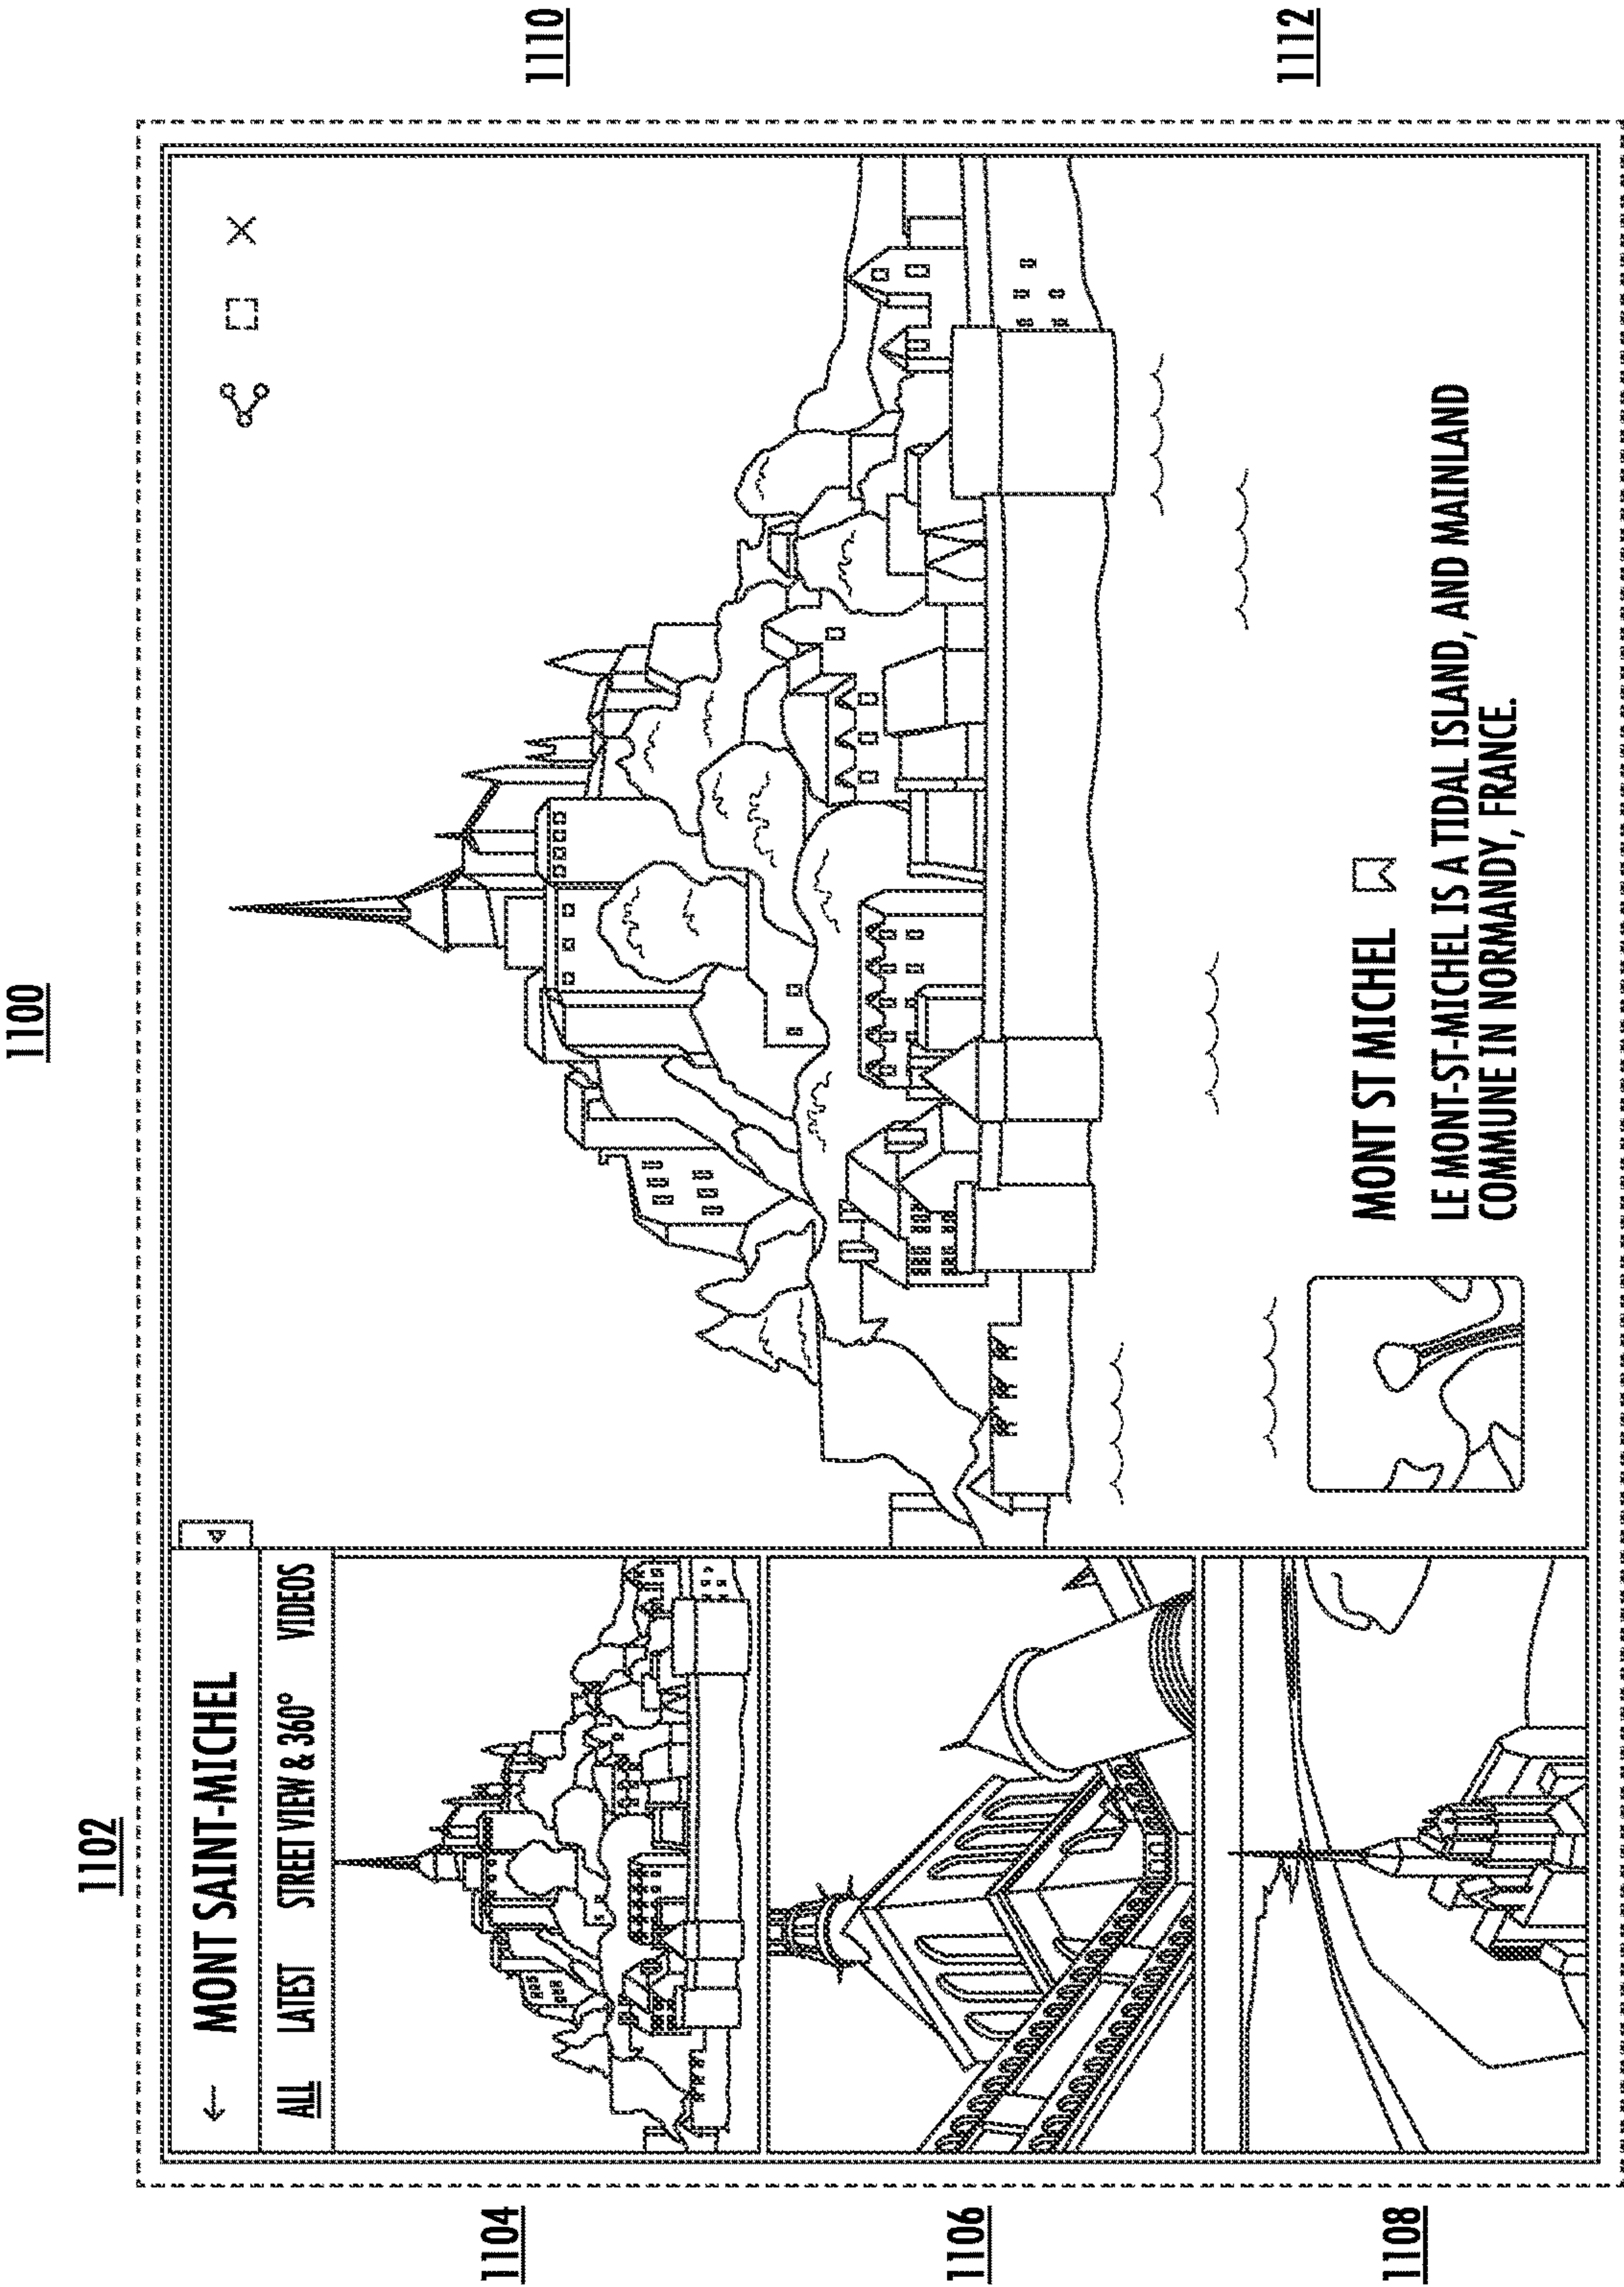 1100
1102
MONT SAINT-MICHEL
ALL LATEST STREET VIEW & 360° VIDEOS
1104
1110
1106
1108
1112
MONT ST MICHEL
LE MONT-ST-MICHEL IS A TIDAL ISLAND, AND MAINLAND
COMMUNE IN NORMANDY, FRANCE.